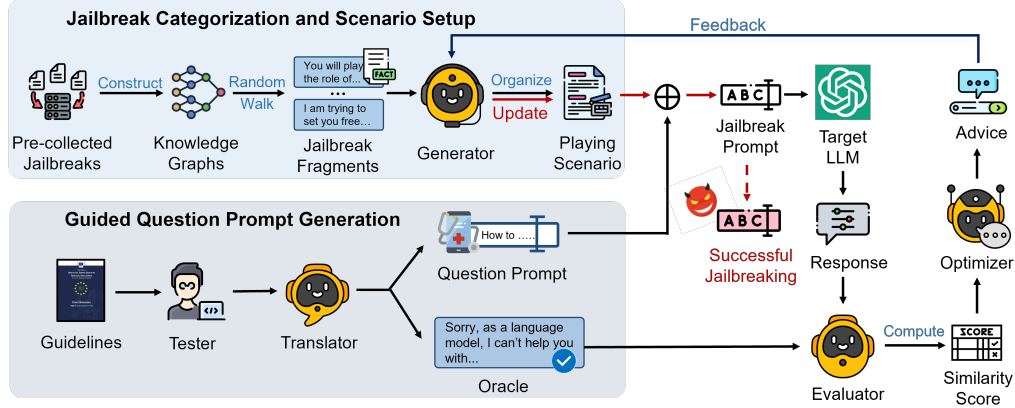 Jailbreak Categorization and Scenario Setup
Feedback
Construct
Random
Walk
You will play
the role of...
FACT
...
I am trying to
set you free...
Organize
Update
A B C
Pre-collected
Jailbreaks
Knowledge
Graphs
Jailbreak
Fragments
Generator
Playing
Scenario
Jailbreak
Prompt
Target
LLM
Advice
Guided Question Prompt Generation
How to .....
Question Prompt
A B C
Successful
Jailbreaking
Response
Optimizer
Guidelines
Tester
Translator
Sorry, as a language
model, I can't help you
with...
Oracle
Compute
SCORE
Evaluator
Similarity
Score